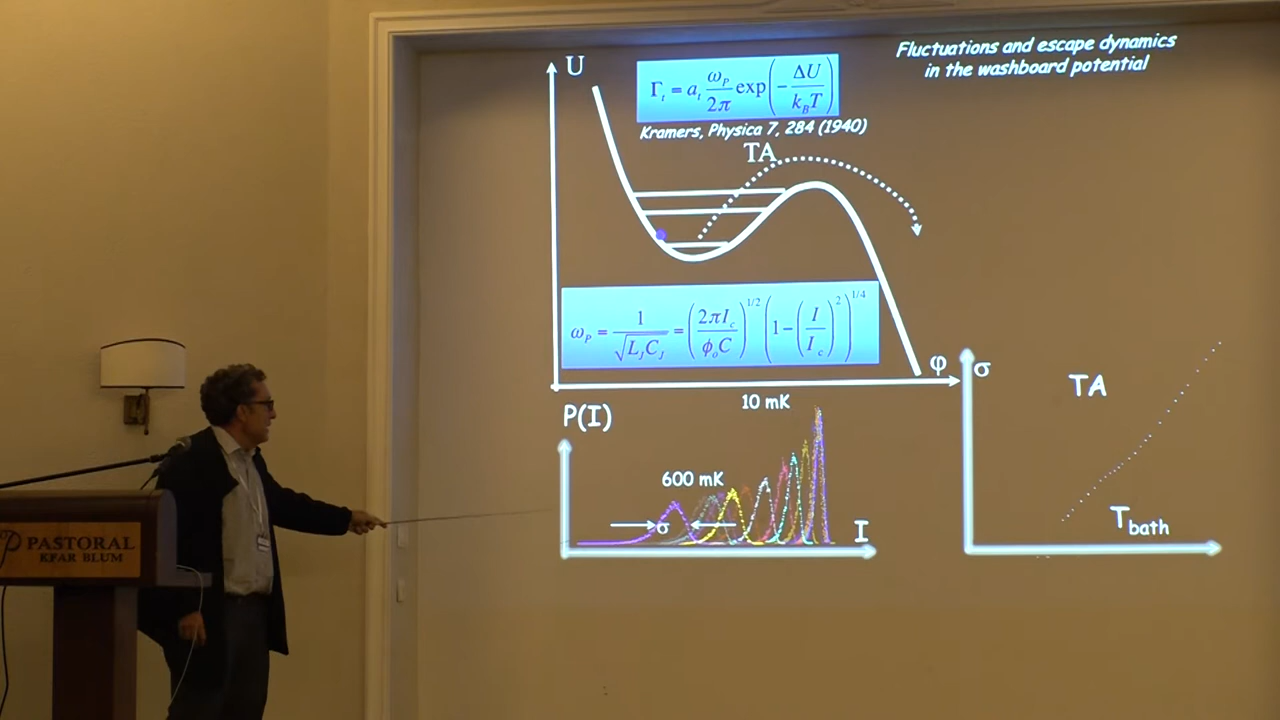 Fluctuations and escape dynamics
in the washboard potential
U
Γt = at ωP/2π exp(−ΔU/kBT)
Kramers, Physica 7, 284 (1940)
TA
ωP = 1/√LJCJ = (2πIc/ϕoC)^1/2 (1−(I/Ic)^2)^1/4
φ
10 mK
P(I)
600 mK
σ
I
σ
TA
Tbath
PASTORAL
KFAR BLUM